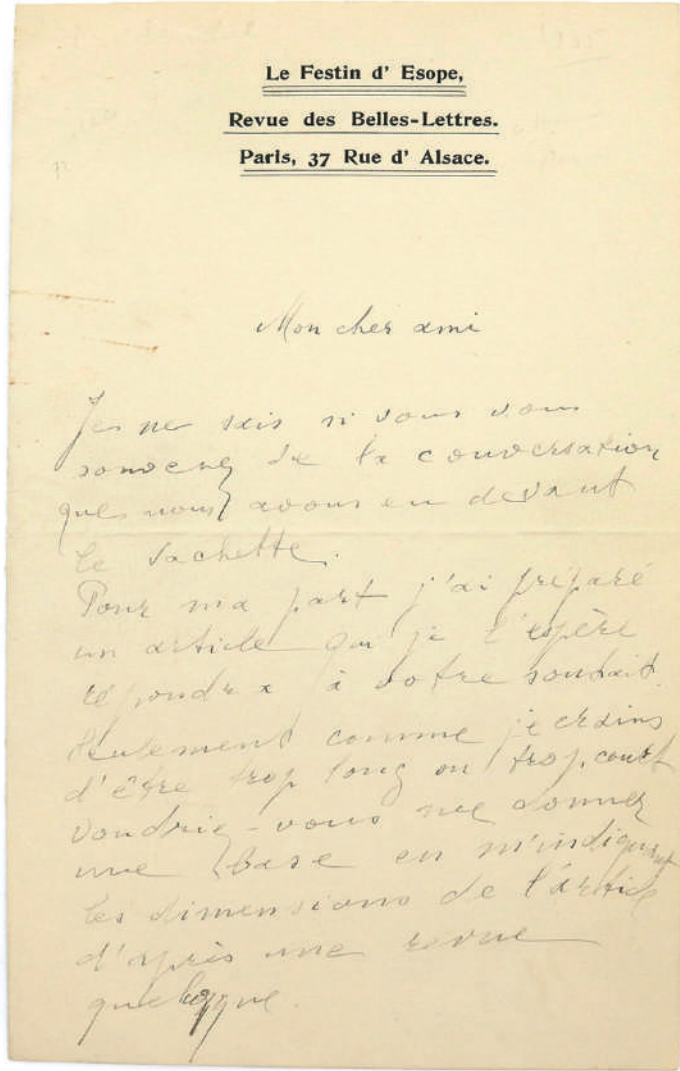 Le Festin d' Esope,
Revue des Belles-Lettres.
Paris, 37 Rue d' Alsace.
Mon cher ami
Je ne sais si vous vous
souvenez de la conversation
que nous avons eu devant
le Vachette.
Pour ma part j'ai préparé
un article qui je l'espère
répondra à votre souhait.
Seulement comme je crains
d'être trop long ou trop court
voudriez-vous me donner
une base en m'indiquant
les dimensions de l'article
d'après une revue
quelconque.